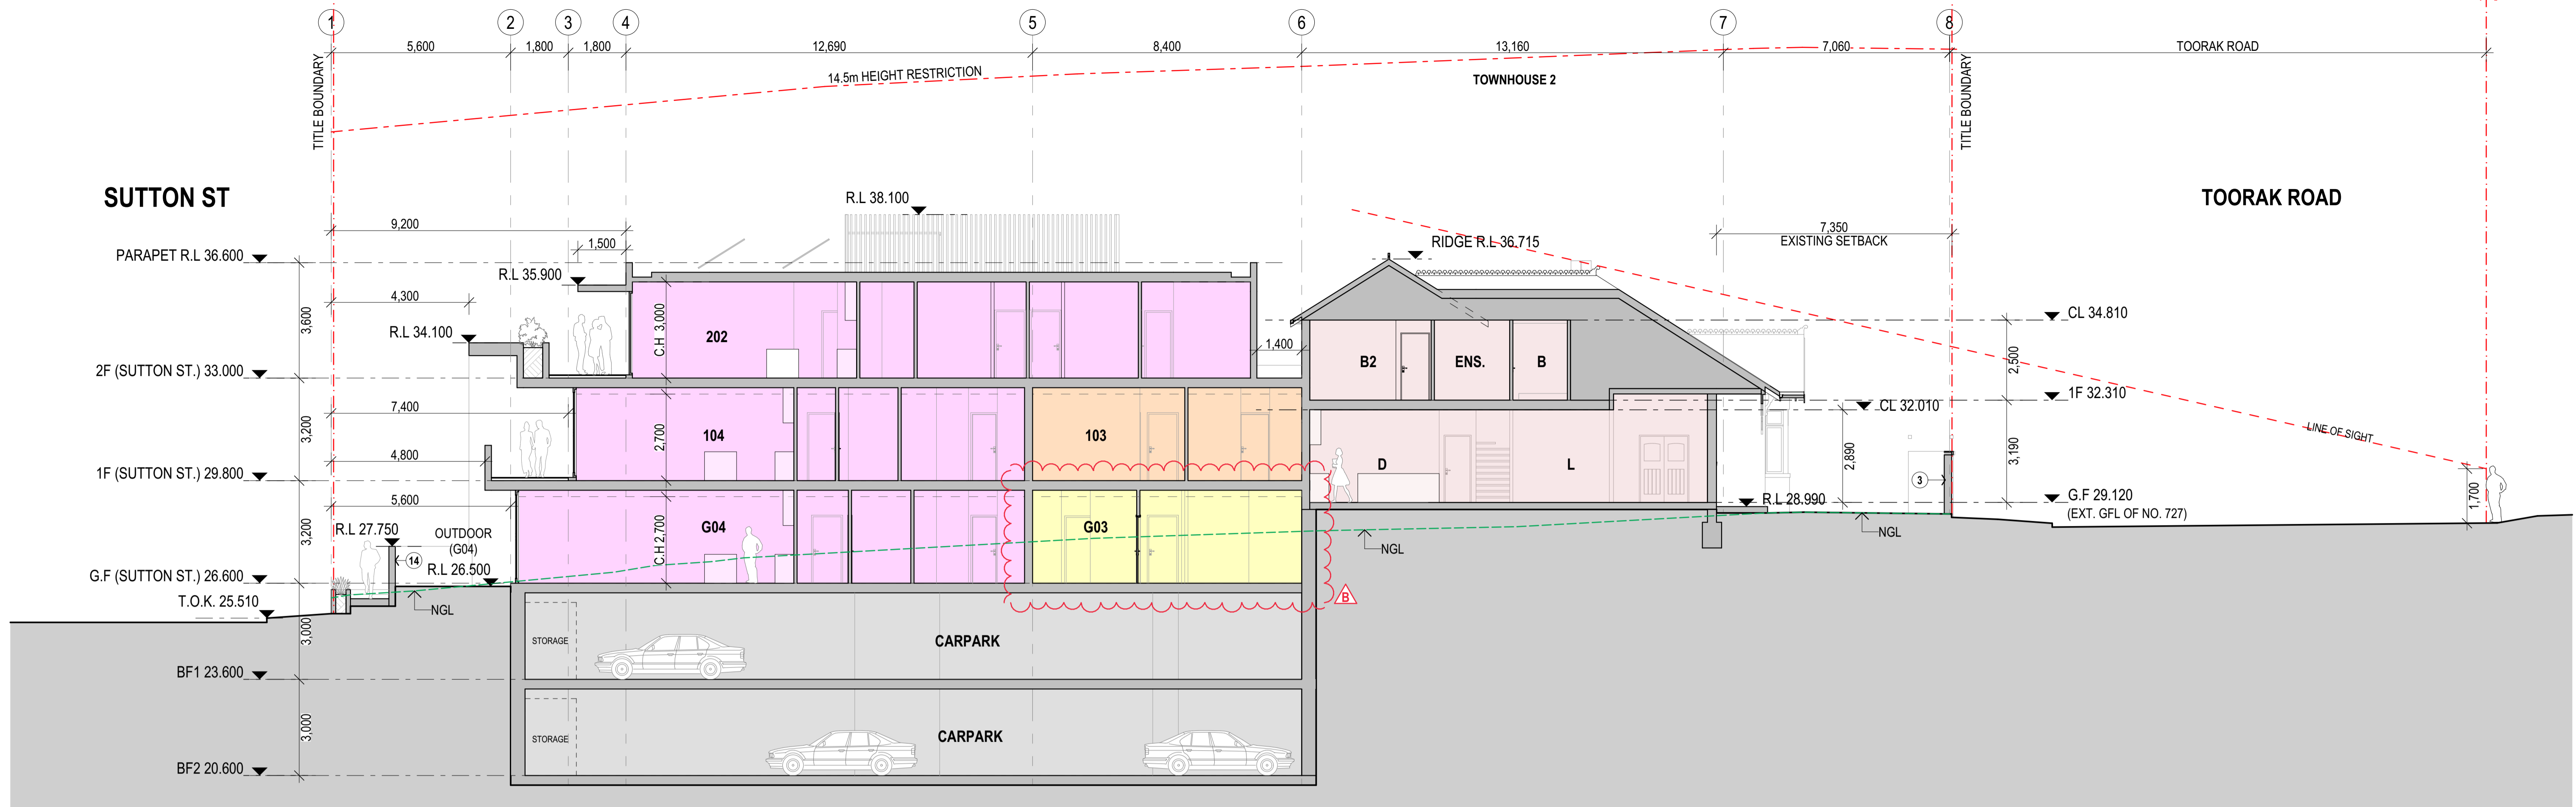 1
2
3
4
5
6
7
8
5,600
1,800
1,800
12,690
8,400
13,160
7,060
TOORAK ROAD
TITLE BOUNDARY
14.5m HEIGHT RESTRICTION
TOWNHOUSE 2
TITLE BOUNDARY
SUTTON ST
TOORAK ROAD
R.L 38.100
9,200
1,500
7,350
EXISTING SETBACK
RIDGE R.L 36.715
PARAPET R.L 36.600
R.L 35.900
4,300
3,600
R.L 34.100
C.H 3,000
202
1,400
B2
ENS.
B
CL 34.810
2,500
2F (SUTTON ST.) 33.000
7,400
3,200
2,700
104
103
1F 32.310
CL 32.010
LINE OF SIGHT
4,800
D
L
2,890
3,190
1F (SUTTON ST.) 29.800
3
5,600
R.L 28.990
G.F 29.120
(EXT. GFL OF NO. 727)
1,700
R.L 27.750
OUTDOOR
(G04)
3,200
C.H 2,700
G04
G03
NGL
NGL
14
R.L 26.500
G.F (SUTTON ST.) 26.600
T.O.K. 25.510
NGL
B
3,000
STORAGE
CARPARK
BF1 23.600
3,000
STORAGE
CARPARK
BF2 20.600